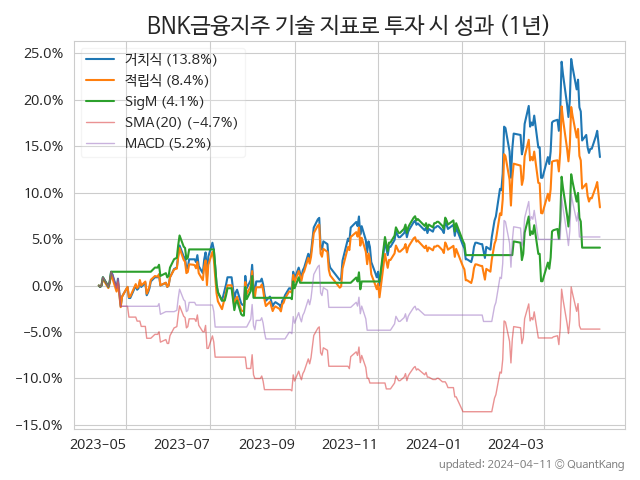 BNK금융지주 기술 지표로 투자 시 성과 (1년)
거치식 (13.8%)
적립식 (8.4%)
SigM (4.1%)
SMA(20) (−4.7%)
MACD (5.2%)
25.0%
20.0%
15.0%
10.0%
5.0%
0.0%
−5.0%
−10.0%
−15.0%
2023-05 2023-07 2023-09 2023-11 2024-01 2024-03
updated: 2024-04-11 © QuantKang